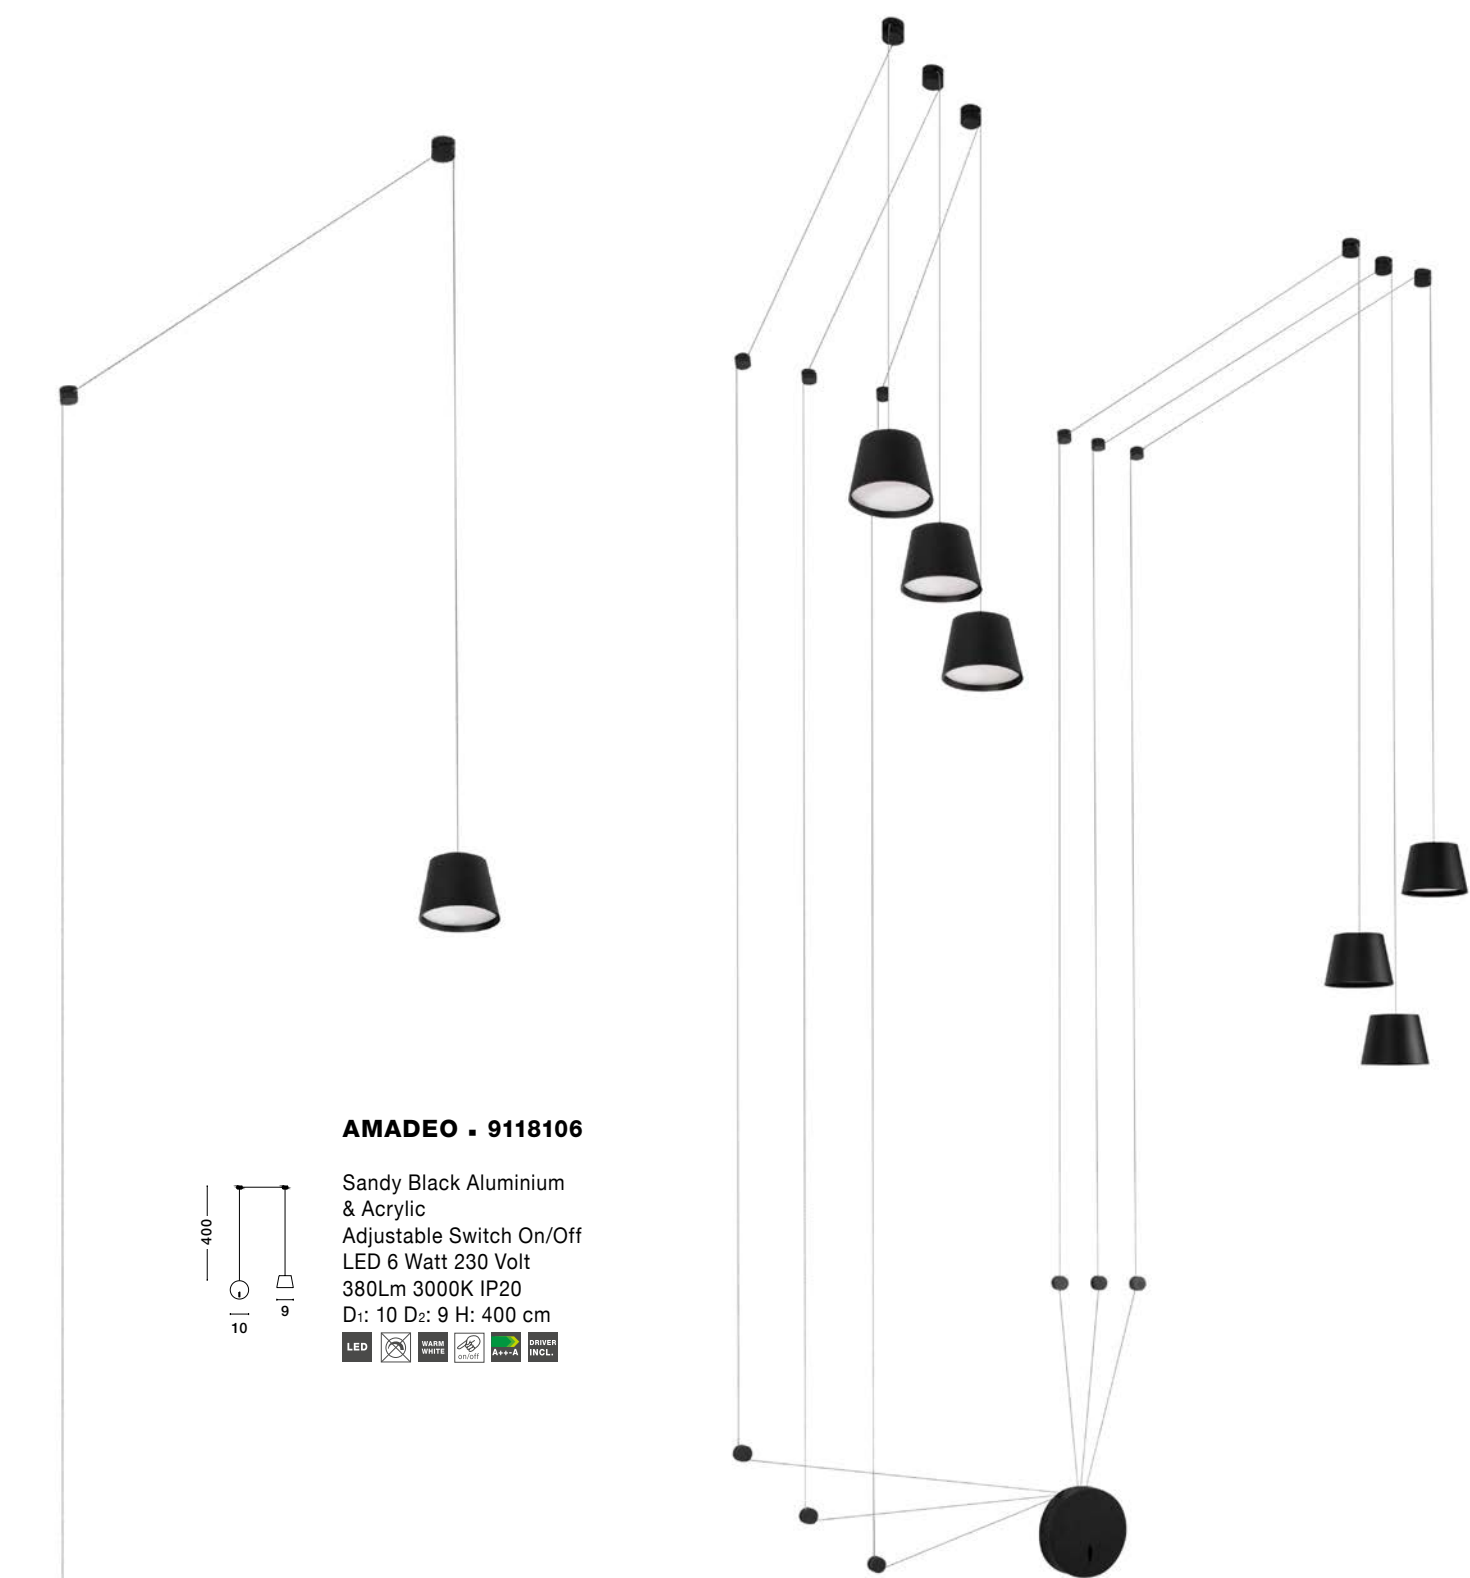 AMADEO . 9118106
Sandy Black Aluminium
& Acrylic
Adjustable Switch On/Off
LED 6 Watt 230 Volt
380Lm 3000K IP20
D1: 10 D2: 9 H: 400 cm
400
10
9
LED
WARM
WHITE
on/off
A++-A
DRIVER
INCL.